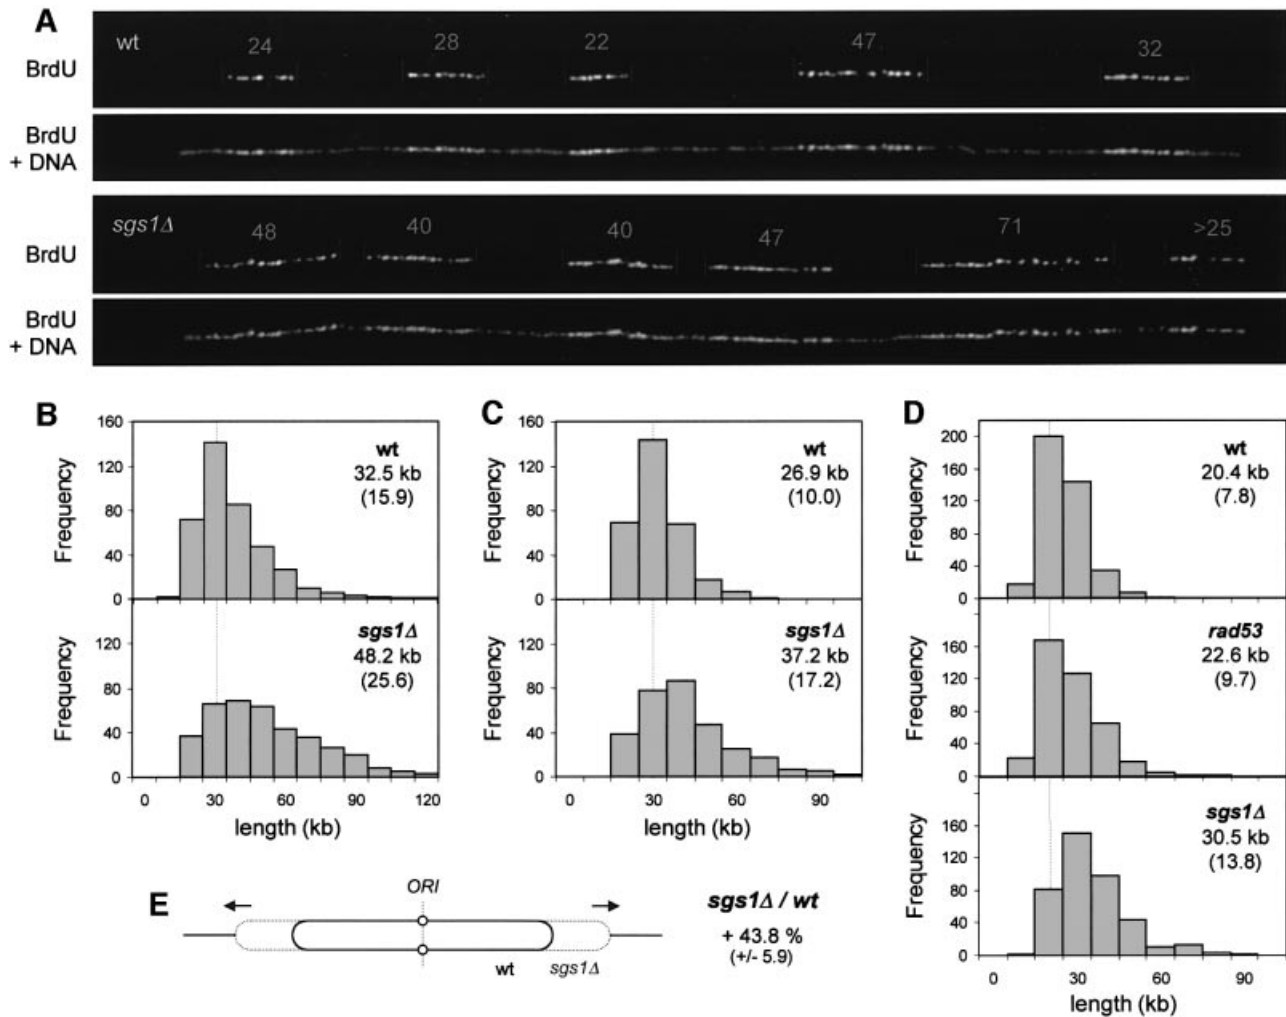 A
wt
24
28
22
47
32
BrdU
BrdU
+ DNA
sgs1Δ
48
40
40
47
71
>25
BrdU
BrdU
+ DNA
B
Frequency
160
120
80
40
0
wt
32.5 kb
(15.9)
Frequency
120
80
40
0
sgs1Δ
48.2 kb
(25.6)
0 30 60 90 120
length (kb)
C
Frequency
160
120
80
40
0
wt
26.9 kb
(10.0)
Frequency
120
80
40
0
sgs1Δ
37.2 kb
(17.2)
0 30 60 90
length (kb)
D
Frequency
200
160
120
80
40
0
wt
20.4 kb
(7.8)
Frequency
160
120
80
40
0
rad53
22.6 kb
(9.7)
Frequency
160
120
80
40
0
sgs1Δ
30.5 kb
(13.8)
0 30 60 90
length (kb)
E
ORI
wt
sgs1Δ
sgs1Δ / wt
+ 43.8 %
(+/- 5.9)